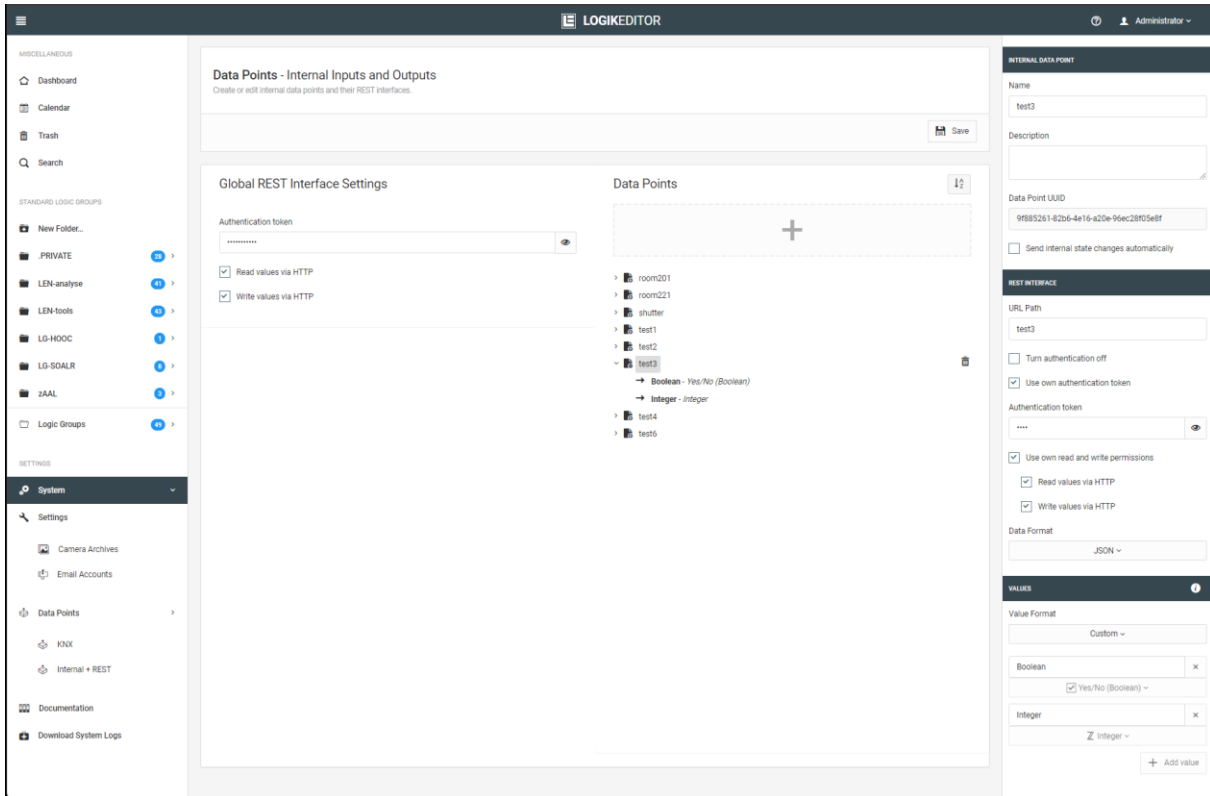 LOGIKEDITOR
Administrator
MISCELLANEOUS
Dashboard
Calendar
Trash
Search
STANDARD LOGIC GROUPS
New Folder...
.PRIVATE 28
LEN-analyse 41
LEN-tools 43
LG-HOOC 1
LG-SOALR 8
zAAL 3
Logic Groups 49
SETTINGS
System
Settings
Camera Archives
Email Accounts
Data Points
KNX
Internal + REST
Documentation
Download System Logs
Data Points - Internal Inputs and Outputs
Create or edit internal data points and their REST interfaces.
Save
Global REST Interface Settings
Authentication token
•••••••••••
Read values via HTTP
Write values via HTTP
Data Points
room201
room221
shutter
test1
test2
test3
Boolean - Yes/No (Boolean)
Integer - Integer
test4
test6
INTERNAL DATA POINT
Name
test3
Description
Data Point UUID
9f885261-82b6-4e16-a20e-96ec28f05e8f
Send internal state changes automatically
REST INTERFACE
URL Path
test3
Turn authentication off
Use own authentication token
Authentication token
••••
Use own read and write permissions
Read values via HTTP
Write values via HTTP
Data Format
JSON
VALUES
Value Format
Custom
Boolean
Yes/No (Boolean)
Integer
Integer
Add value